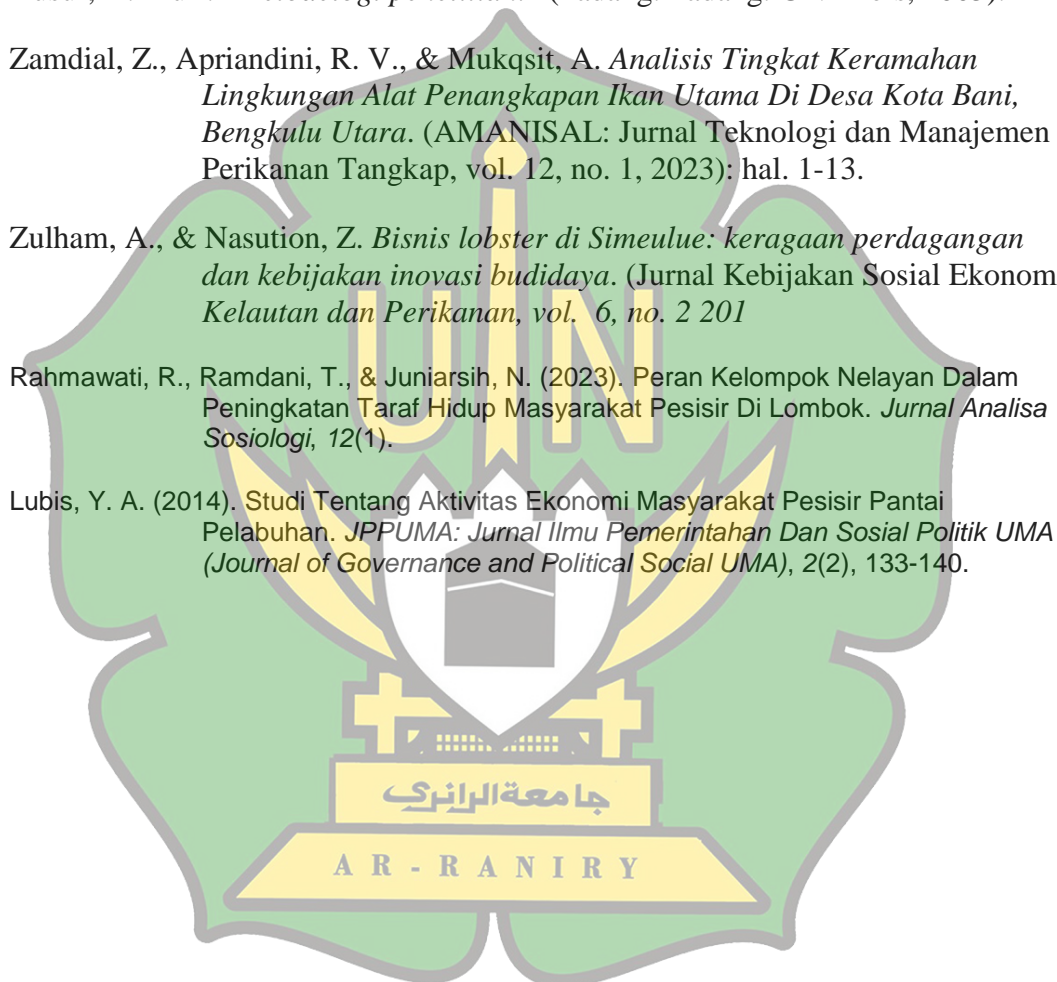 Zamdial, Z., Apriandini, R. V., & Mukqsit, A. Analisis Tingkat Keramahan
Lingkungan Alat Penangkapan Ikan Utama Di Desa Kota Bani,
Bengkulu Utara. (AMANISAL: Jurnal Teknologi dan Manajemen
Perikanan Tangkap, vol. 12, no. 1, 2023): hal. 1-13.
Zulham, A., & Nasution, Z. Bisnis lobster di Simeulue: keragaan perdagangan
dan kebijakan inovasi budidaya. (Jurnal Kebijakan Sosial Ekonom
Kelautan dan Perikanan, vol. 6, no. 2 201
Rahmawati, R., Ramdani, T., & Juniarsih, N. (2023). Peran Kelompok Nelayan Dalam
Peningkatan Taraf Hidup Masyarakat Pesisir Di Lombok. Jurnal Analisa
Sosiologi, 12(1).
Lubis, Y. A. (2014). Studi Tentang Aktivitas Ekonomi Masyarakat Pesisir Pantai
Pelabuhan. JPPUMA: Jurnal Ilmu Pemerintahan Dan Sosial Politik UMA
(Journal of Governance and Political Social UMA), 2(2), 133-140.
UIN
جامعة الرانري
AR-RANIRY